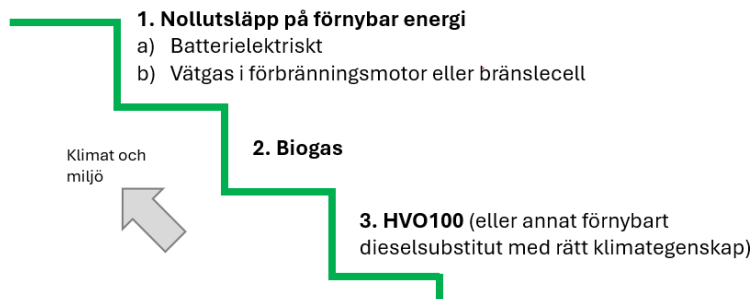 1. Nollutsläpp på förnybar energi
a) Batterielektriskt
b) Vätgas i förbränningsmotor eller bränslecell
Klimat och
miljö
2. Biogas
3. HVO100 (eller annat förnybart
dieselsubstitut med rätt klimategenskap)